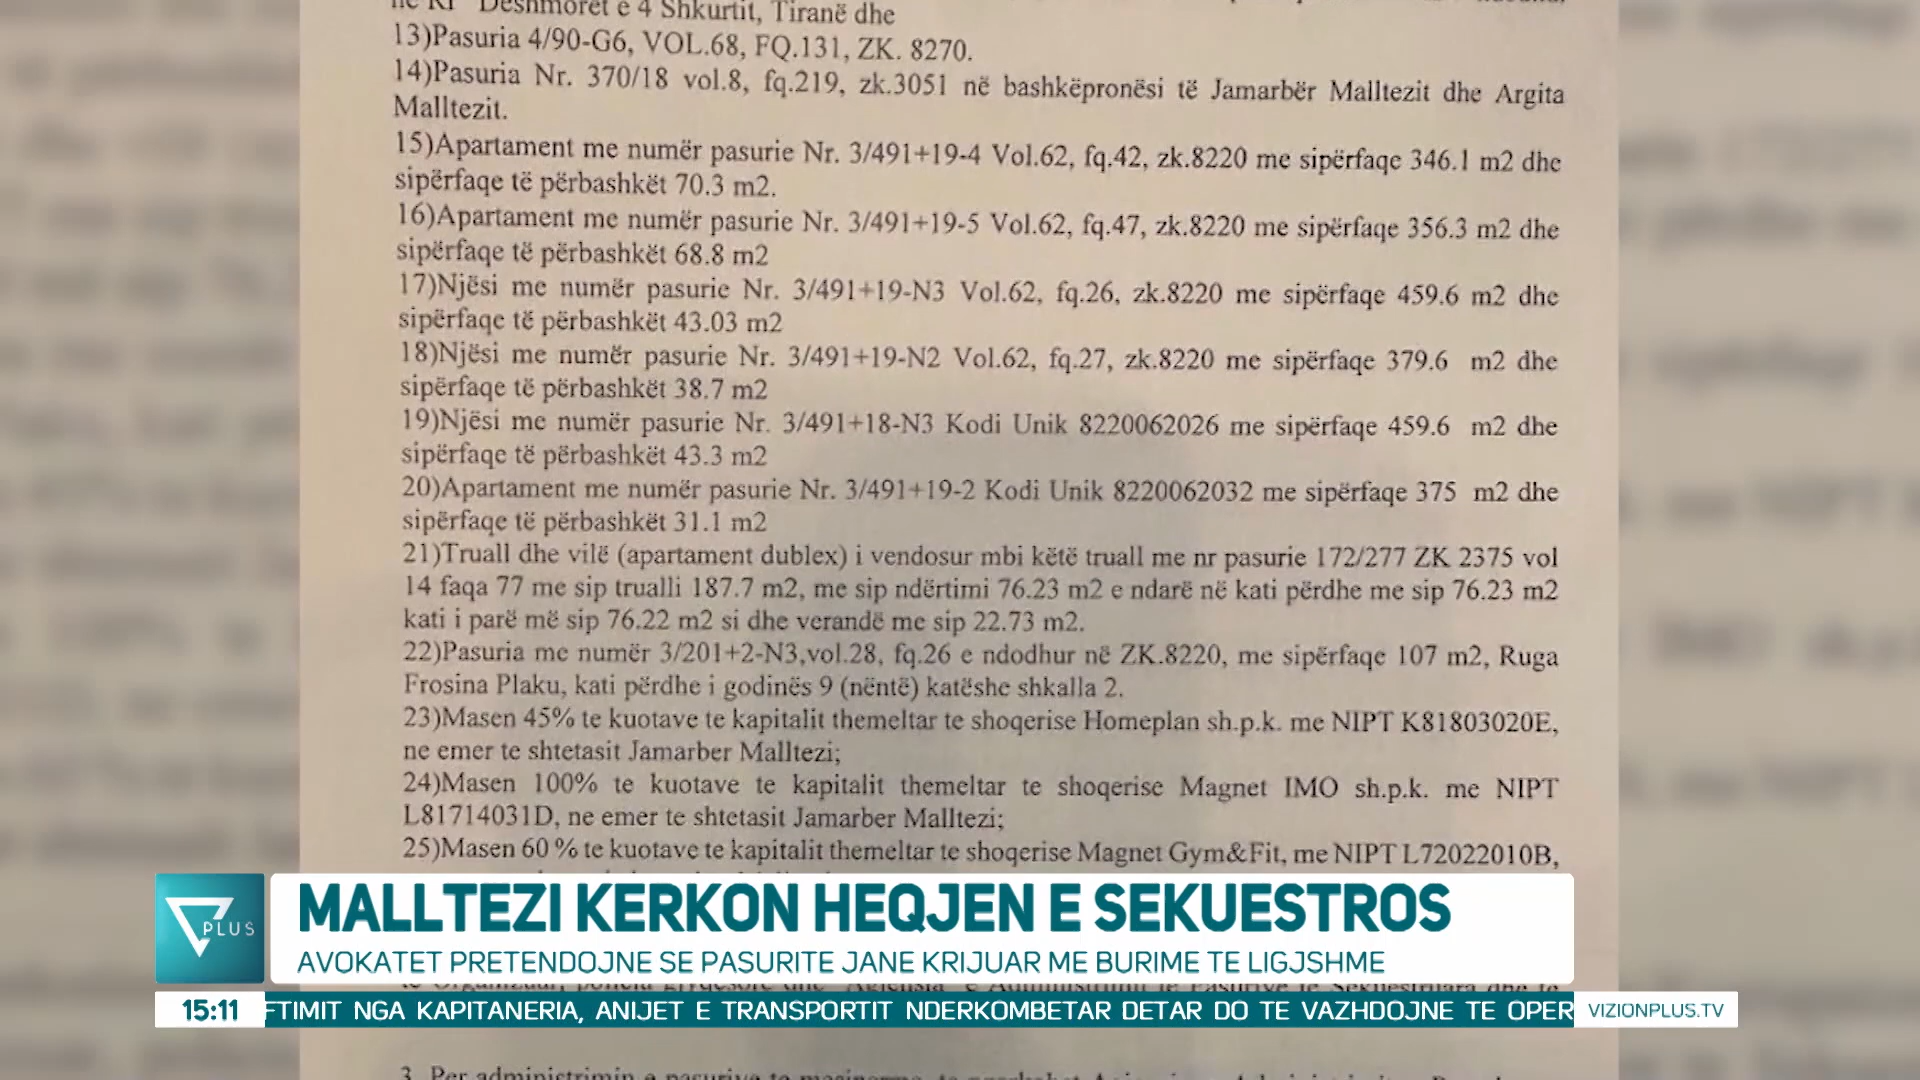 në RP "Dëshmorët e 4 Shkurtit, Tiranë dhe
13)Pasuria 4/90-G6, VOL.68, FQ.131, ZK. 8270.
14)Pasuria Nr. 370/18 vol.8, fq.219, zk.3051 në bashkëpronësi të Jamarbër Malltezit dhe Argita
Malltezit.
15)Apartament me numër pasurie Nr. 3/491+19-4 Vol.62, fq.42, zk.8220 me sipërfaqe 346.1 m2 dhe
sipërfaqe të përbashkët 70.3 m2.
16)Apartament me numër pasurie Nr. 3/491+19-5 Vol.62, fq.47, zk.8220 me sipërfaqe 356.3 m2 dhe
sipërfaqe të përbashkët 68.8 m2
17)Njësi me numër pasurie Nr. 3/491+19-N3 Vol.62, fq.26, zk.8220 me sipërfaqe 459.6 m2 dhe
sipërfaqe të përbashkët 43.03 m2
18)Njësi me numër pasurie Nr. 3/491+19-N2 Vol.62, fq.27, zk.8220 me sipërfaqe 379.6 m2 dhe
sipërfaqe të përbashkët 38.7 m2
19)Njësi me numër pasurie Nr. 3/491+18-N3 Kodi Unik 8220062026 me sipërfaqe 459.6 m2 dhe
sipërfaqe të përbashkët 43.3 m2
20)Apartament me numër pasurie Nr. 3/491+19-2 Kodi Unik 8220062032 me sipërfaqe 375 m2 dhe
sipërfaqe të përbashkët 31.1 m2
21)Truall dhe vilë (apartament dublex) i vendosur mbi këtë truall me nr pasurie 172/277 ZK 2375 vol
14 faqa 77 me sip trualli 187.7 m2, me sip ndërtimi 76.23 m2 e ndarë në kati përdhe me sip 76.23 m2
kati i parë më sip 76.22 m2 si dhe verandë me sip 22.73 m2.
22)Pasuria me numër 3/201+2-N3,vol.28, fq.26 e ndodhur në ZK.8220, me sipërfaqe 107 m2, Ruga
Frosina Plaku, kati përdhe i godinës 9 (nëntë) katëshe shkalla 2.
23)Masen 45% te kuotave te kapitalit themeltar te shoqerise Homeplan sh.p.k. me NIPT K81803020E,
ne emer te shtetasit Jamarber Malltezi;
24)Masen 100% te kuotave te kapitalit themeltar te shoqerise Magnet IMO sh.p.k. me NIPT
L81714031D, ne emer te shtetasit Jamarber Malltezi;
25)Masen 60 % te kuotave te kapitalit themeltar te shoqerise Magnet Gym&Fit, me NIPT L72022010B,
PLUS
MALLTEZI KERKON HEQJEN E SEKUESTROS
AVOKATET PRETENDOJNE SE PASURITE JANE KRIJUAR ME BURIME TE LIGJSHME
15:11 FTIMIT NGA KAPITANERIA, ANIJET E TRANSPORTIT NDERKOMBETAR DETAR DO TE VAZHDOJNE TE OPER VIZIONPLUS.TV
3. Per administrimin e pasurive te